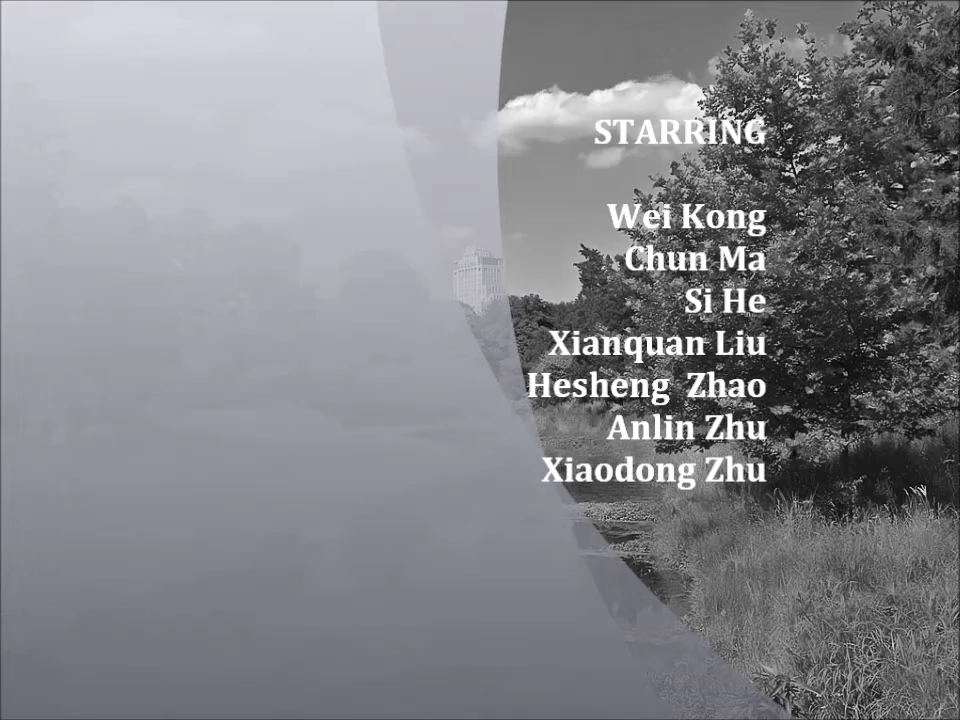 STARRING
Wei Kong
Chun Ma
Si He
Xianquan Liu
Hesheng  Zhao
Anlin Zhu
Xiaodong Zhu